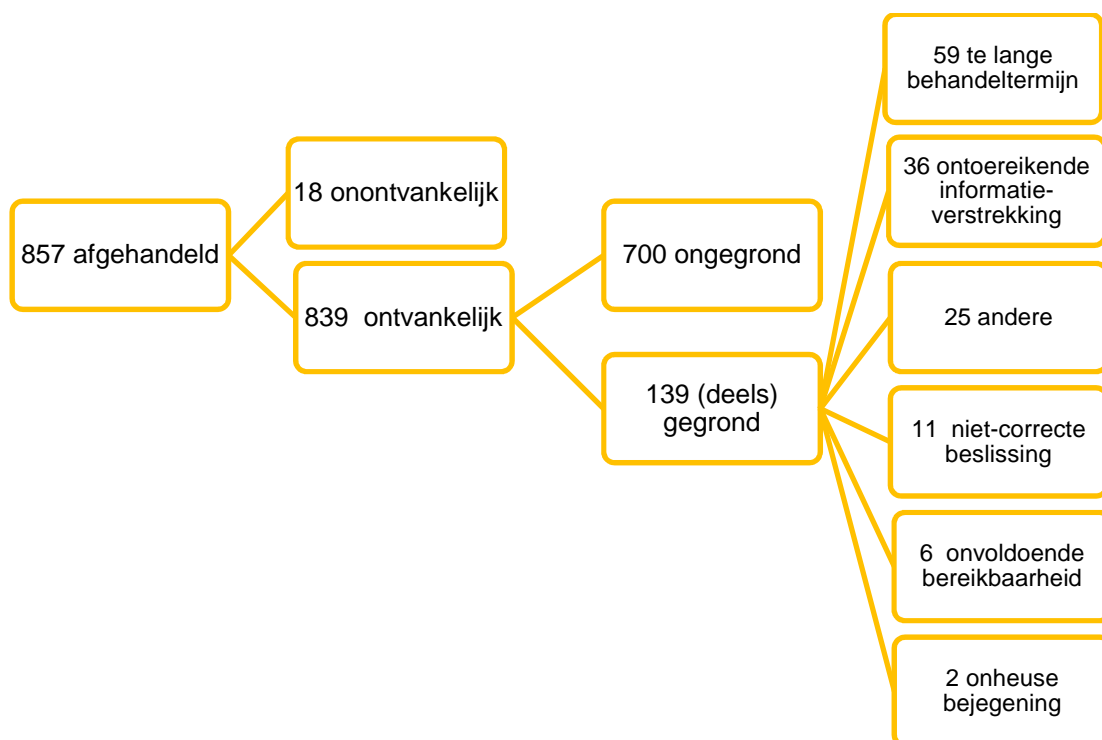 857 afgehandeld
18 onontvankelijk
839 ontvankelijk
700 ongegrond
139 (deels)
gegrond
59 te lange
behandeltermijn
36 ontoereikende
informatie-
verstrekking
25 andere
11 niet-correcte
beslissing
6 onvoldoende
bereikbaarheid
2 onheuse
bejegening